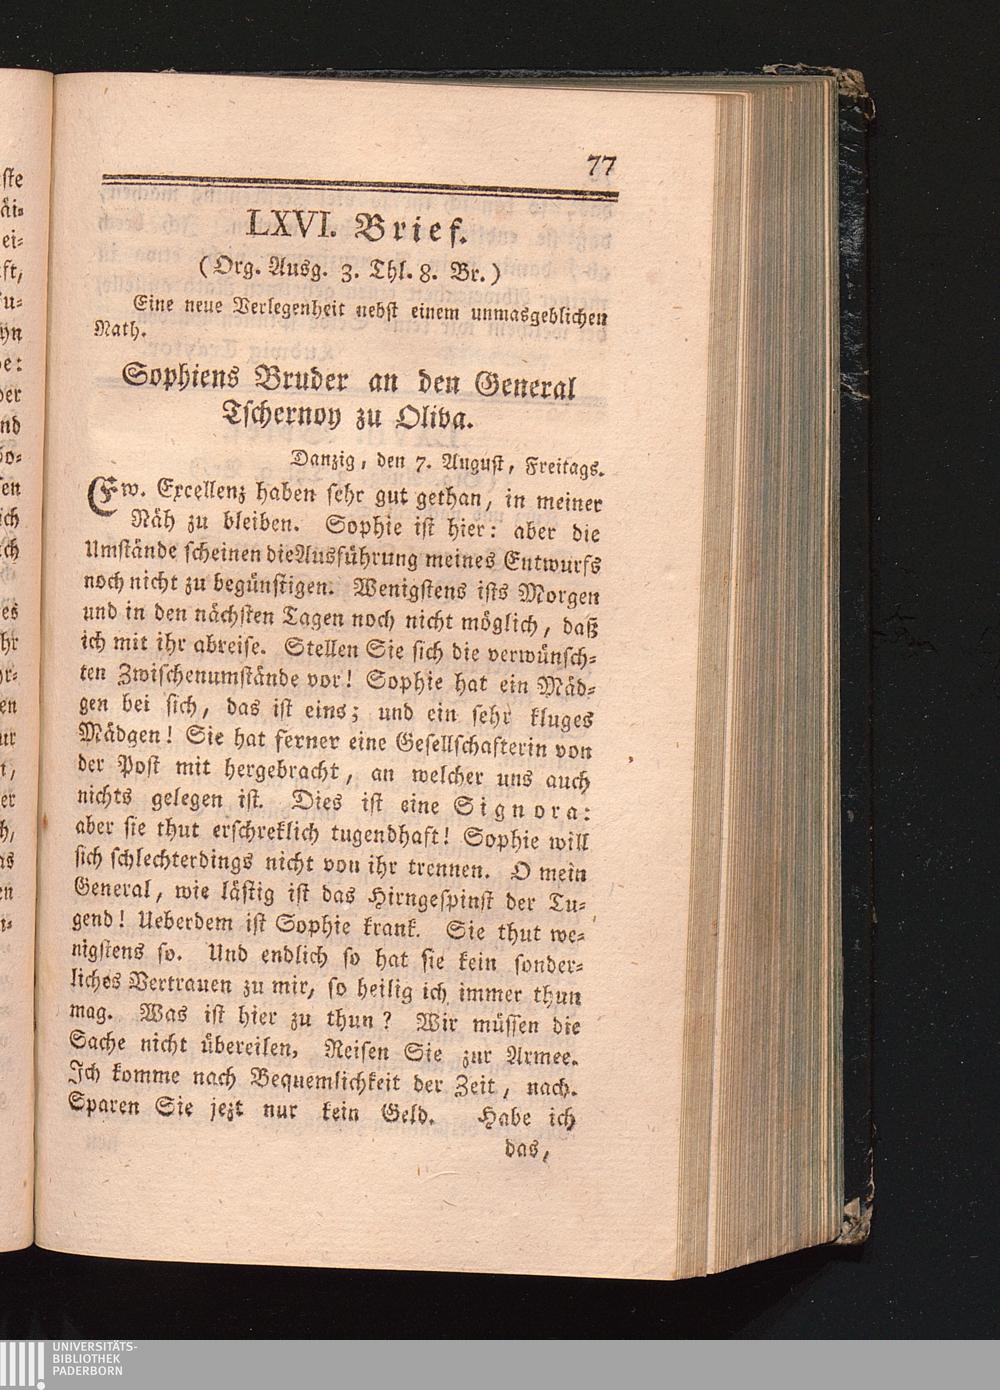 77
LXVI. Brief.
(Org. Ausg. 3. Thl. 8. Br.)
Eine neue Verlegenheit nebst einem unmasgeblichen
Rath.
Sophiens Bruder an den General
Tschernoy zu Oliva.
Danzig, den 7. August, Freitags.
Ew. Excellenz haben sehr gut gethan, in meiner
Näh zu bleiben. Sophie ist hier: aber die
Umstände scheinen die Ausführung meines Entwurfs
noch nicht zu begünstigen. Wenigstens ists Morgen
und in den nächsten Tagen noch nicht möglich, daß
ich mit ihr abreise. Stellen Sie sich die verwünsch-
ten Zwischenumstände vor! Sophie hat ein Mäd-
gen bei sich, das ist eins; und ein sehr kluges
Mädgen! Sie hat ferner eine Gesellschafterin von
der Post mit hergebracht, an welcher uns auch
nichts gelegen ist. Dies ist eine Signora:
aber sie thut erschreklich tugendhaft! Sophie will
sich schlechterdings nicht von ihr trennen. O mein
General, wie lästig ist das Hirngespinst der Tu-
gend! Ueberdem ist Sophie krank. Sie thut we-
nigstens so. Und endlich so hat sie kein sonder-
liches Vertrauen zu mir, so heilig ich immer thun
mag. Was ist hier zu thun? Wir müssen die
Sache nicht übereilen. Reisen Sie zur Armee.
Ich komme nach Bequemlichkeit der Zeit, nach.
Sparen Sie jezt nur kein Geld. Habe ich
das,
UNIVERSITÄTS-
BIBLIOTHEK
PADERBORN